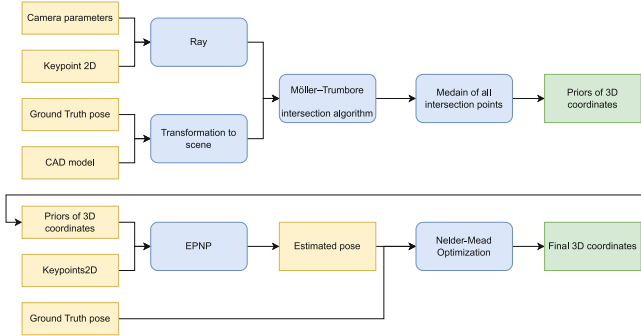 Camera parameters
Ray
Keypoint 2D
Möller–Trumbore
intersection algorithm
Medain of all
intersection points
Priors of 3D
coordinates
Ground Truth pose
Transformation to
scene
CAD model
Priors of 3D
coordinates
EPNP
Estimated pose
Nelder-Mead
Optimization
Final 3D coordinates
Keypoints2D
Ground Truth pose